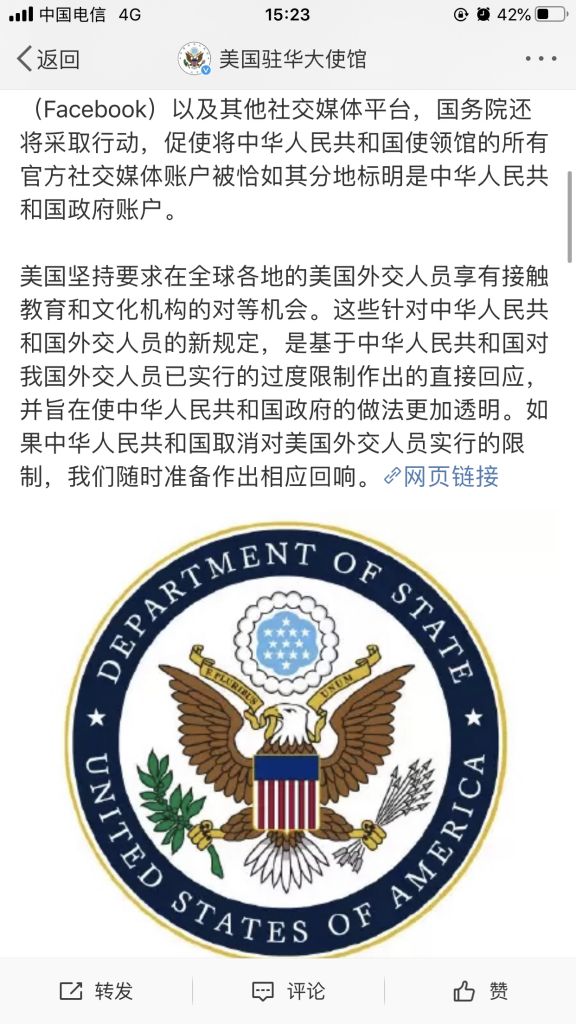 中国电信 4G 15:23 42%
返回 美国驻华大使馆
（Facebook）以及其他社交媒体平台，国务院还
将采取行动，促使将中华人民共和国使领馆的所有
官方社交媒体账户被恰如其分地标明是中华人民共
和国政府账户。
美国坚持要求在全球各地的美国外交人员享有接触
教育和文化机构的对等机会。这些针对中华人民共
和国外交人员的新规定，是基于中华人民共和国对
我国外交人员已实行的过度限制作出的直接回应，
并旨在使中华人民共和国政府的做法更加透明。如
果中华人民共和国取消对美国外交人员实行的限
制，我们随时准备作出相应回响。网页链接
DEPARTMENT OF STATE
E PLURIBUS UNUM
UNITED STATES OF AMERICA
转发 评论 赞